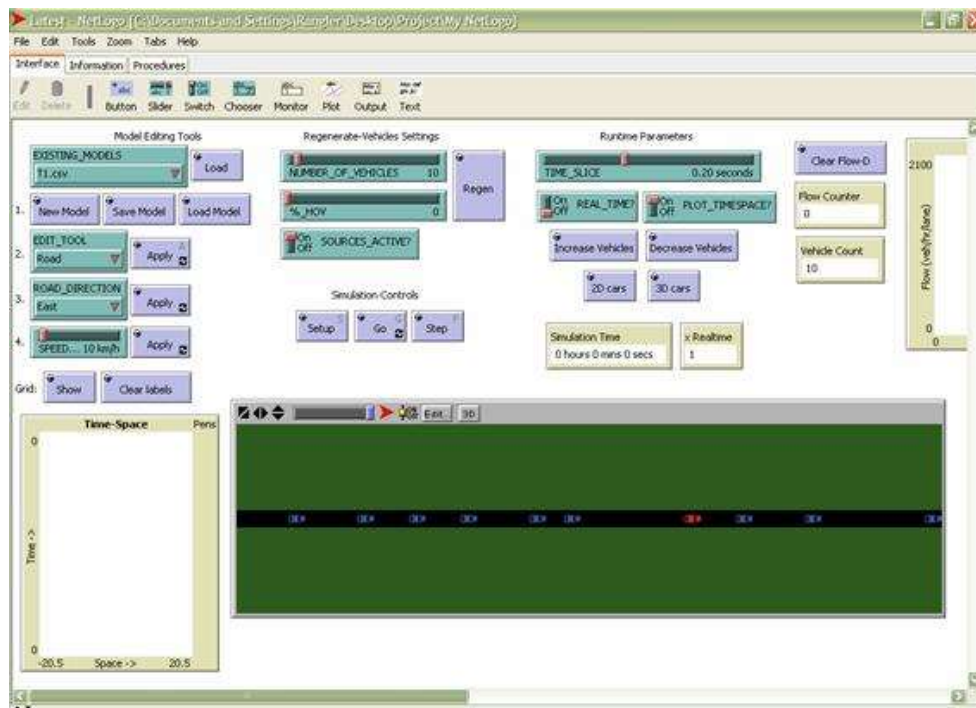 Latest - NetLogo [C:\Documents and Settings\Rangler\Desktop\Project\My NetLogo]
File Edit Tools Zoom Tabs Help
Interface Information Procedures
Edit Delete Button Slider Switch Chooser Monitor Plot Output Text
Model Editing Tools
EXISTING_MODELS
T1.csv
Load
1. New Model Save Model Load Model
2. EDIT_TOOL
Road
Apply A
3. ROAD_DIRECTION
East
Apply
4. SPEED... 10 km/h
Apply
Grid: Show Clear labels
Regenerate-Vehicles Settings
NUMBER_OF_VEHICLES 10
%_HOV 0
Regen
On
Off
SOURCES_ACTIVE?
Simulation Controls
Setup S
Go G
Step
Runtime Parameters
TIME_SLICE 0.20 seconds
On
Off
REAL_TIME?
On
Off
PLOT_TIMESPACE?
Increase Vehicles Decrease Vehicles
2D cars 3D cars
Simulation Time
0 hours 0 mins 0 secs
x Realtime
1
Clear Flow-D
Flow Counter
0
Vehicle Count
10
2100
Flow (veh/hr/lane)
0
0
Time-Space Pens
0
Time ->
0
-20.5 Space -> 20.5
Edit... 3D